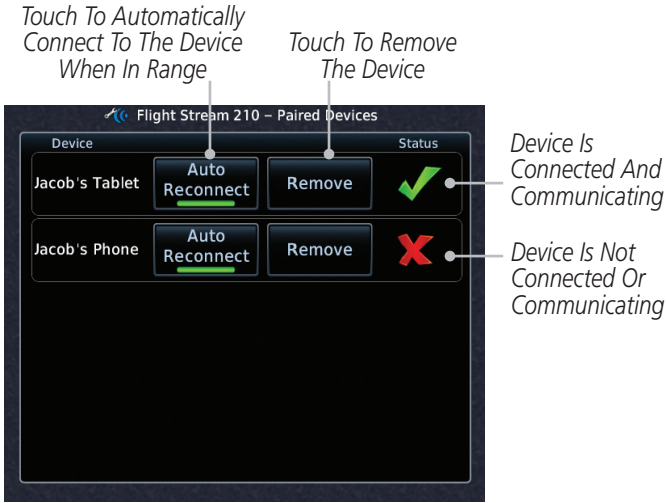 Touch To Automatically
Connect To The Device
When In Range
Touch To Remove
The Device
Flight Stream 210 – Paired Devices
Device
Status
Jacob's Tablet
Auto
Reconnect
Remove
Device Is
Connected And
Communicating
Jacob's Phone
Auto
Reconnect
Remove
Device Is Not
Connected Or
Communicating